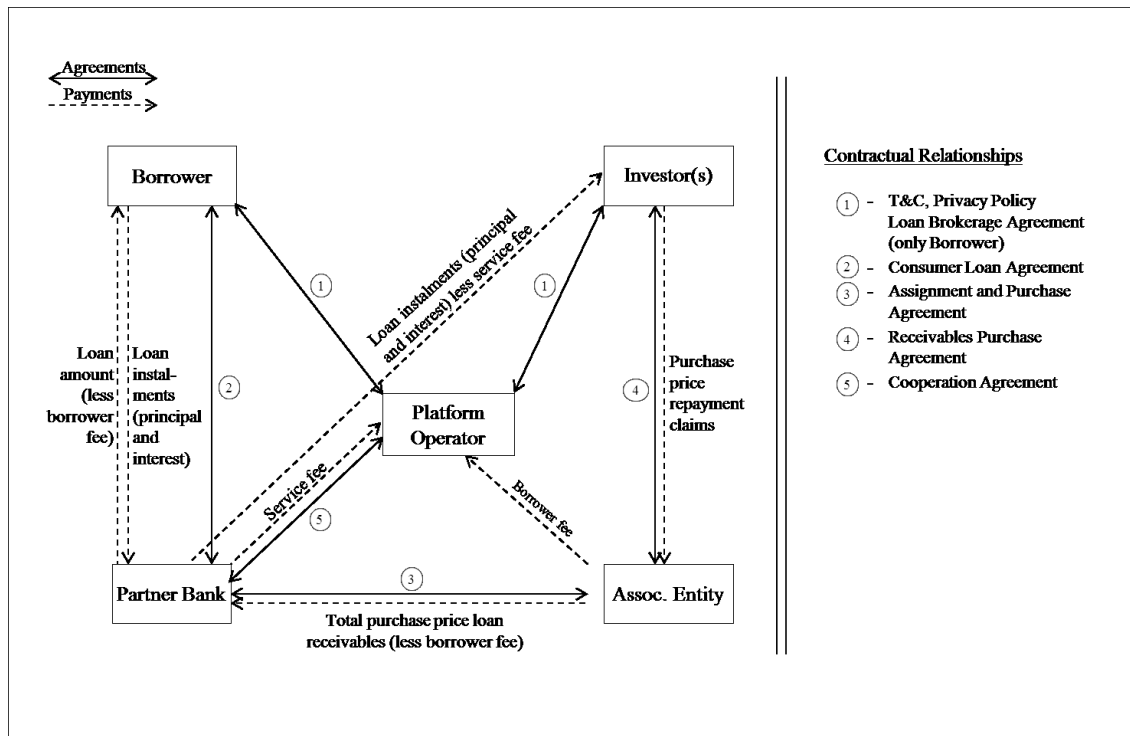 Agreements
Payments
Borrower
Investor(s)
Loan instalments (principal
and interest) less service fee
1
1
Loan
amount
(less
borrower
fee)
Loan
instal-
ments
(principal
and
interest)
2
4
Purchase
price
repayment
claims
Platform
Operator
Service fee
5
Borrower fee
Partner Bank
3
Assoc. Entity
Total purchase price loan
receivables (less borrower fee)
Contractual Relationships
1 - T&C, Privacy Policy
Loan Brokerage Agreement
(only Borrower)
2 - Consumer Loan Agreement
3 - Assignment and Purchase
Agreement
4 - Receivables Purchase
Agreement
5 - Cooperation Agreement